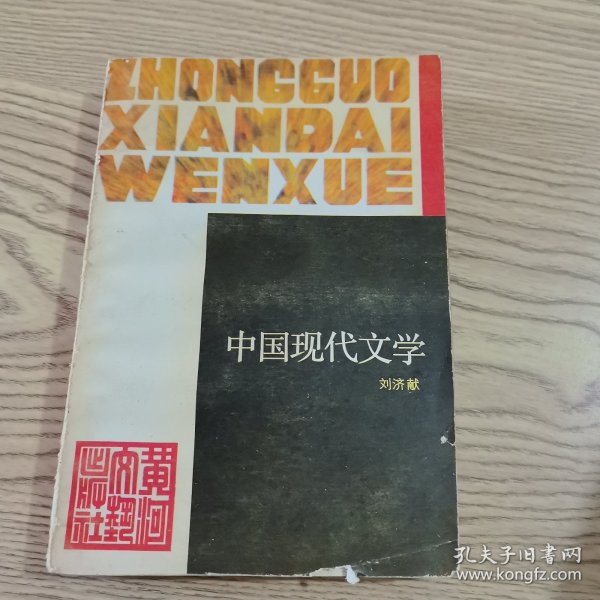 ZHONGGUO
XIANDAI
WENXUE
中国现代文学
刘济献
黄河
文艺
出版社
孔夫子旧书网
www.kongfz.com